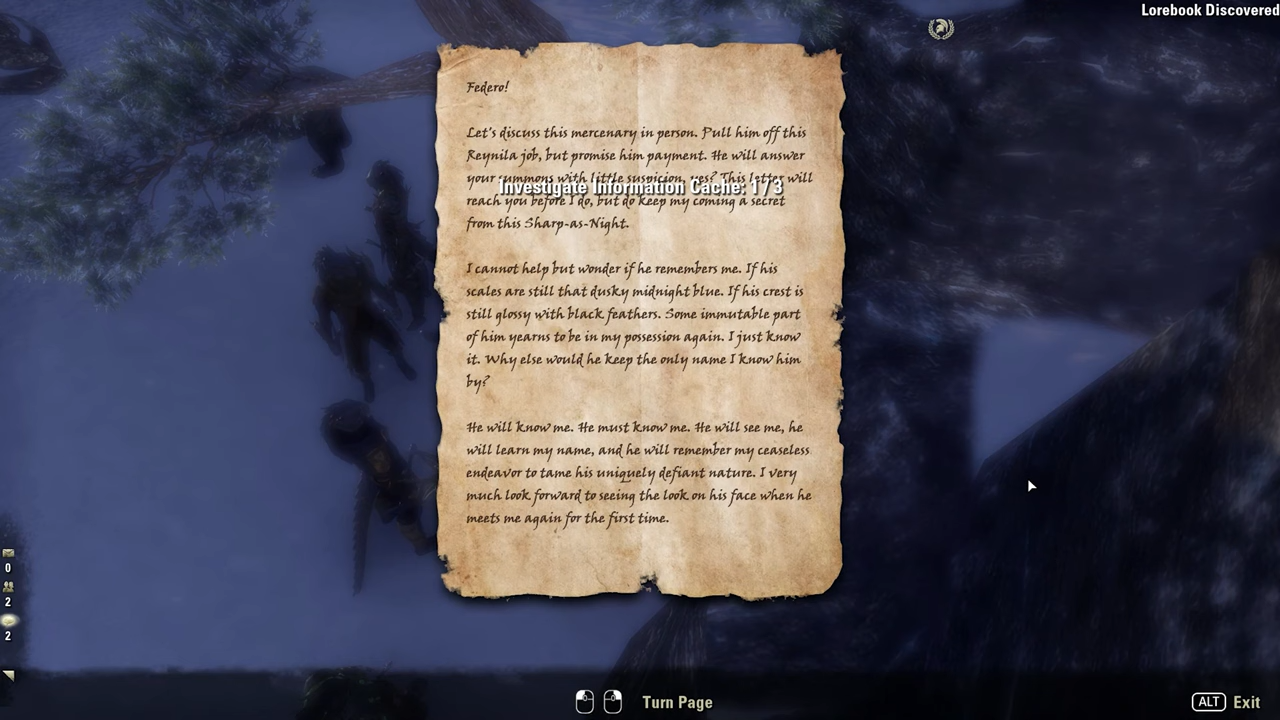 Lorebook Discovered
Federo!
Let's discuss this mercenary in person. Pull him off this
Reynila job, but promise him payment. He will answer
your summons with little suspicion, yes? This letter will
Investigate Information Cache: 1/3
reach you before I do, but do keep my coming a secret
from this Sharp-as-Night.
I cannot help but wonder if he remembers me. If his
scales are still that dusky midnight blue. If his crest is
still glossy with black feathers. Some immutable part
of him yearns to be in my possession again. I just know
it. Why else would he keep the only name I know him
by?
He will know me. He must know me. He will see me, he
will learn my name, and he will remember my ceaseless
endeavor to tame his uniquely defiant nature. I very
much look forward to seeing the look on his face when he
meets me again for the first time.
0
2
2
Turn Page
ALT Exit